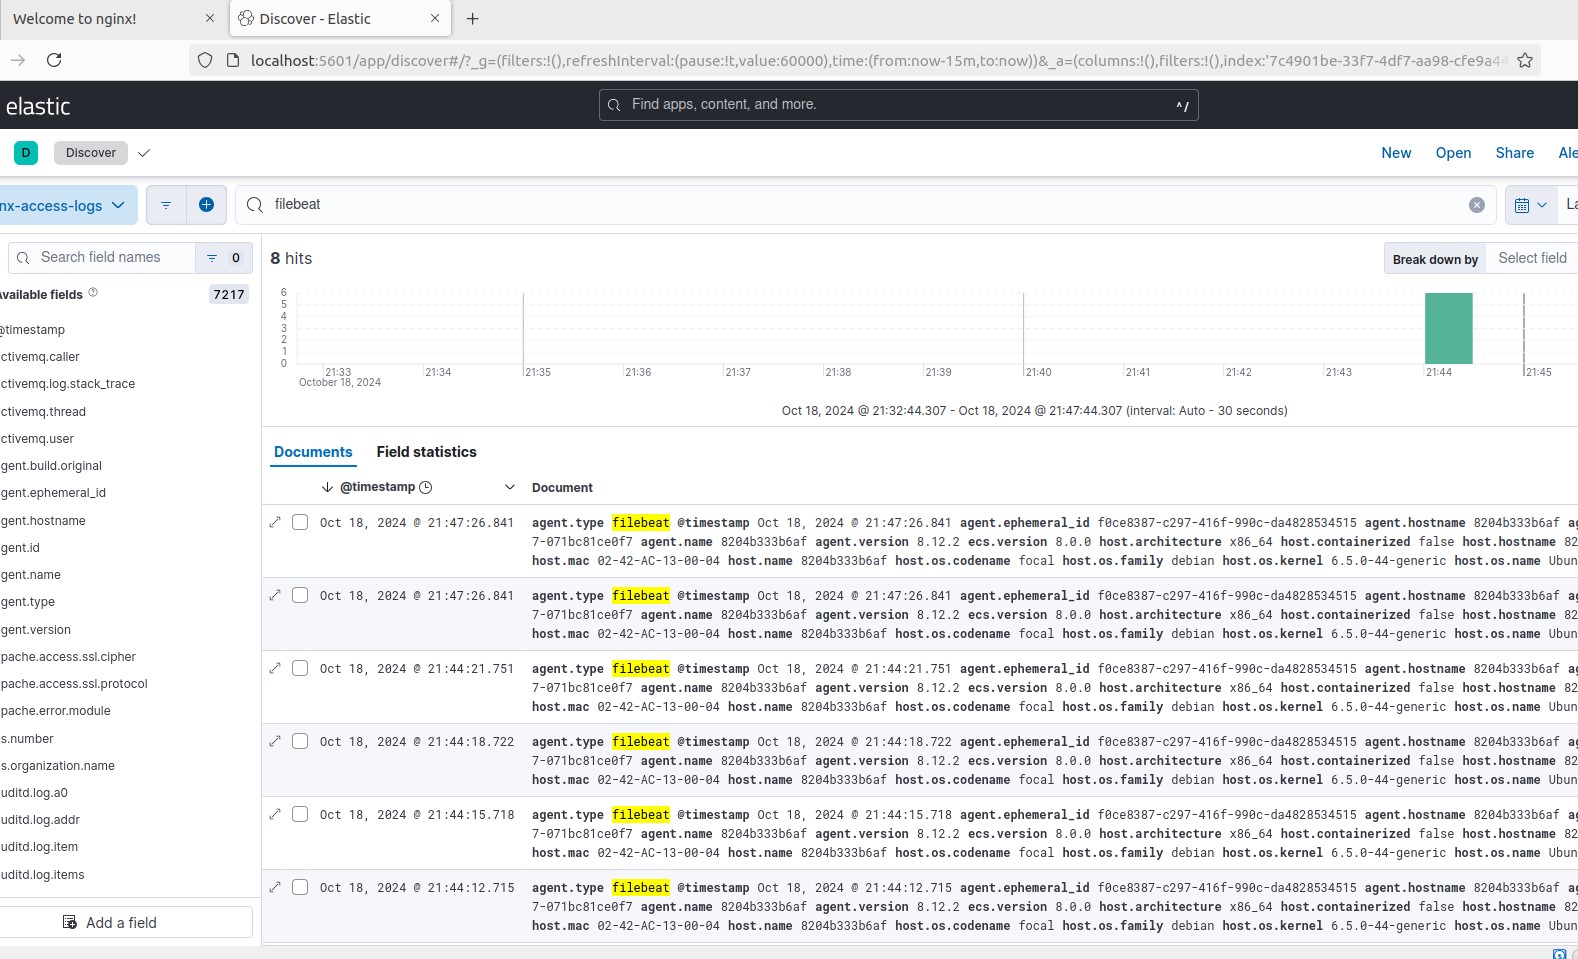 Welcome to nginx!
Discover - Elastic
localhost:5601/app/discover#/?_g=(filters:!(),refreshInterval:(pause:!t,value:60000),time:(from:now-15m,to:now))&_a=(columns:!(),filters:!(),index:'7c4901be-33f7-4df7-aa98-cfe9a44
elastic
Find apps, content, and more.
^/
D
Discover
New
Open
Share
Ale
nx-access-logs
filebeat
La
Search field names
0
8 hits
Break down by
Select field
Available fields
7217
6
5
4
3
2
1
0
21:33
21:34
21:35
21:36
21:37
21:38
21:39
21:40
21:41
21:42
21:43
21:44
21:45
October 18, 2024
Oct 18, 2024 @ 21:32:44.307 - Oct 18, 2024 @ 21:47:44.307 (interval: Auto - 30 seconds)
@timestamp
ctivemq.caller
ctivemq.log.stack_trace
ctivemq.thread
ctivemq.user
gent.build.original
gent.ephemeral_id
gent.hostname
gent.id
gent.name
gent.type
gent.version
pache.access.ssl.cipher
pache.access.ssl.protocol
pache.error.module
s.number
s.organization.name
uditd.log.a0
uditd.log.addr
uditd.log.item
uditd.log.items
Add a field
Documents
Field statistics
@timestamp
Document
Oct 18, 2024 @ 21:47:26.841
agent.type filebeat @timestamp Oct 18, 2024 @ 21:47:26.841 agent.ephemeral_id f0ce8387-c297-416f-990c-da4828534515 agent.hostname 8204b333b6af ag
7-071bc81ce0f7 agent.name 8204b333b6af agent.version 8.12.2 ecs.version 8.0.0 host.architecture x86_64 host.containerized false host.hostname 82
host.mac 02-42-AC-13-00-04 host.name 8204b333b6af host.os.codename focal host.os.family debian host.os.kernel 6.5.0-44-generic host.os.name Ubun
Oct 18, 2024 @ 21:47:26.841
agent.type filebeat @timestamp Oct 18, 2024 @ 21:47:26.841 agent.ephemeral_id f0ce8387-c297-416f-990c-da4828534515 agent.hostname 8204b333b6af ag
7-071bc81ce0f7 agent.name 8204b333b6af agent.version 8.12.2 ecs.version 8.0.0 host.architecture x86_64 host.containerized false host.hostname 82
host.mac 02-42-AC-13-00-04 host.name 8204b333b6af host.os.codename focal host.os.family debian host.os.kernel 6.5.0-44-generic host.os.name Ubun
Oct 18, 2024 @ 21:44:21.751
agent.type filebeat @timestamp Oct 18, 2024 @ 21:44:21.751 agent.ephemeral_id f0ce8387-c297-416f-990c-da4828534515 agent.hostname 8204b333b6af ag
7-071bc81ce0f7 agent.name 8204b333b6af agent.version 8.12.2 ecs.version 8.0.0 host.architecture x86_64 host.containerized false host.hostname 82
host.mac 02-42-AC-13-00-04 host.name 8204b333b6af host.os.codename focal host.os.family debian host.os.kernel 6.5.0-44-generic host.os.name Ubun
Oct 18, 2024 @ 21:44:18.722
agent.type filebeat @timestamp Oct 18, 2024 @ 21:44:18.722 agent.ephemeral_id f0ce8387-c297-416f-990c-da4828534515 agent.hostname 8204b333b6af ag
7-071bc81ce0f7 agent.name 8204b333b6af agent.version 8.12.2 ecs.version 8.0.0 host.architecture x86_64 host.containerized false host.hostname 82
host.mac 02-42-AC-13-00-04 host.name 8204b333b6af host.os.codename focal host.os.family debian host.os.kernel 6.5.0-44-generic host.os.name Ubun
Oct 18, 2024 @ 21:44:15.718
agent.type filebeat @timestamp Oct 18, 2024 @ 21:44:15.718 agent.ephemeral_id f0ce8387-c297-416f-990c-da4828534515 agent.hostname 8204b333b6af ag
7-071bc81ce0f7 agent.name 8204b333b6af agent.version 8.12.2 ecs.version 8.0.0 host.architecture x86_64 host.containerized false host.hostname 82
host.mac 02-42-AC-13-00-04 host.name 8204b333b6af host.os.codename focal host.os.family debian host.os.kernel 6.5.0-44-generic host.os.name Ubun
Oct 18, 2024 @ 21:44:12.715
agent.type filebeat @timestamp Oct 18, 2024 @ 21:44:12.715 agent.ephemeral_id f0ce8387-c297-416f-990c-da4828534515 agent.hostname 8204b333b6af ag
7-071bc81ce0f7 agent.name 8204b333b6af agent.version 8.12.2 ecs.version 8.0.0 host.architecture x86_64 host.containerized false host.hostname 82
host.mac 02-42-AC-13-00-04 host.name 8204b333b6af host.os.codename focal host.os.family debian host.os.kernel 6.5.0-44-generic host.os.name Ubun